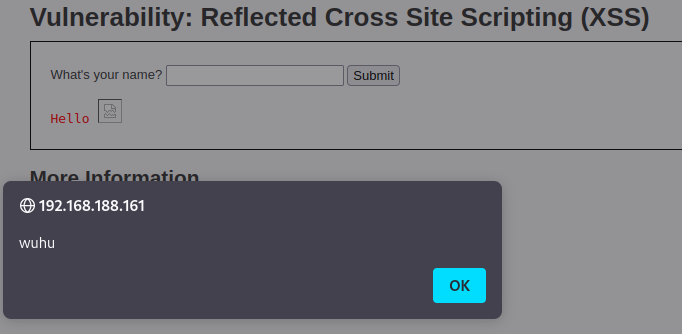 Vulnerability: Reflected Cross Site Scripting (XSS)
What's your name? Submit
Hello
More Information
192.168.188.161
wuhu
OK